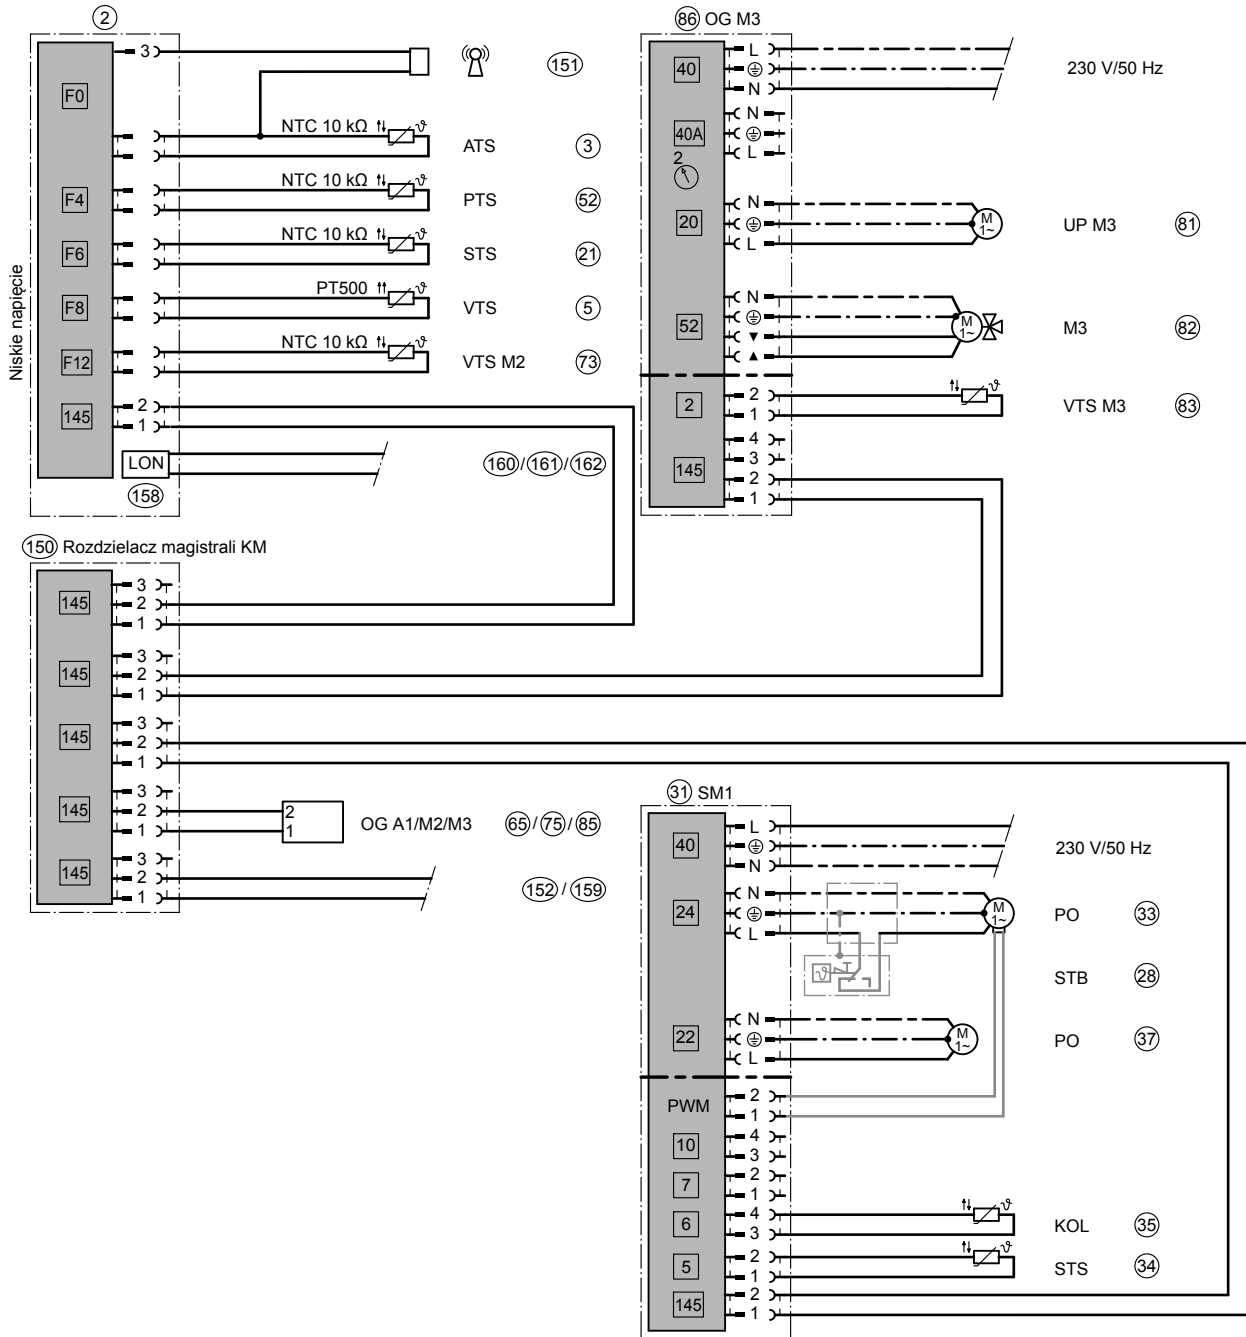 2
Niskie napięcie
3
F0
151
NTC 10 kΩ ϑ
ATS 3
F4
NTC 10 kΩ ϑ
PTS 52
F6
NTC 10 kΩ ϑ
STS 21
F8
PT500 ϑ
VTS 5
F12
NTC 10 kΩ ϑ
VTS M2 73
145
2
1
LON
158
160/161/162
150 Rozdzielacz magistrali KM
145
3
2
1
145
3
2
1
145
3
2
1
145
3
2
1
2
1
OG A1/M2/M3 65/75/85
145
3
2
1
152/159
86 OG M3
40
L
N
230 V/50 Hz
40A
N
L
2
20
N
L
M
1~
UP M3 81
52
N
▼
▲
M
1~
M3 82
2
2
1
ϑ
VTS M3 83
145
4
3
2
1
31 SM1
40
L
N
230 V/50 Hz
24
N
L
M
1~
PO 33
ϑ
STB 28
22
N
L
M
1~
PO 37
PWM
2
1
10
4
3
7
2
1
6
4
3
ϑ
KOL 35
5
2
1
ϑ
STS 34
145
2
1